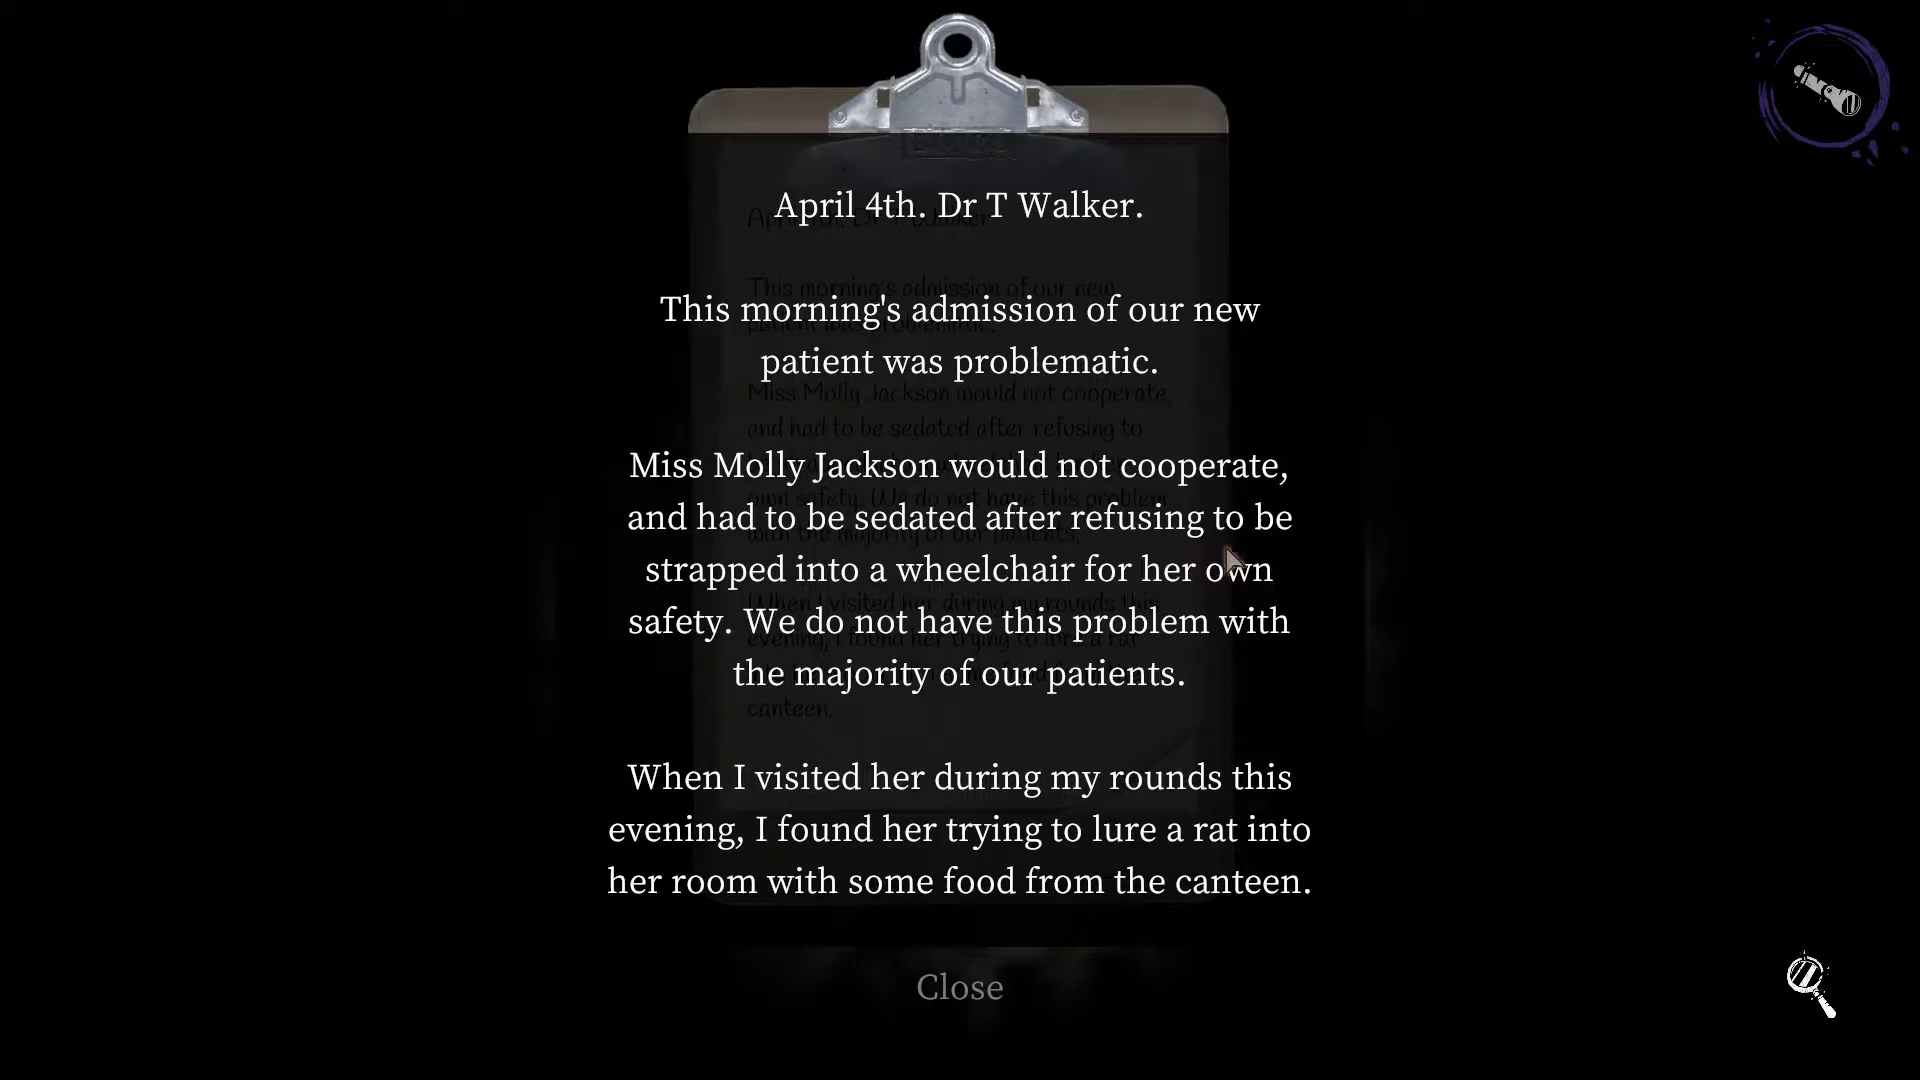 April 4th. Dr T Walker.
This morning's admission of our new
patient was problematic.
Miss Molly Jackson would not cooperate,
and had to be sedated after refusing to be
strapped into a wheelchair for her own
safety. We do not have this problem with
the majority of our patients.
When I visited her during my rounds this
evening, I found her trying to lure a rat into
her room with some food from the canteen.
Close